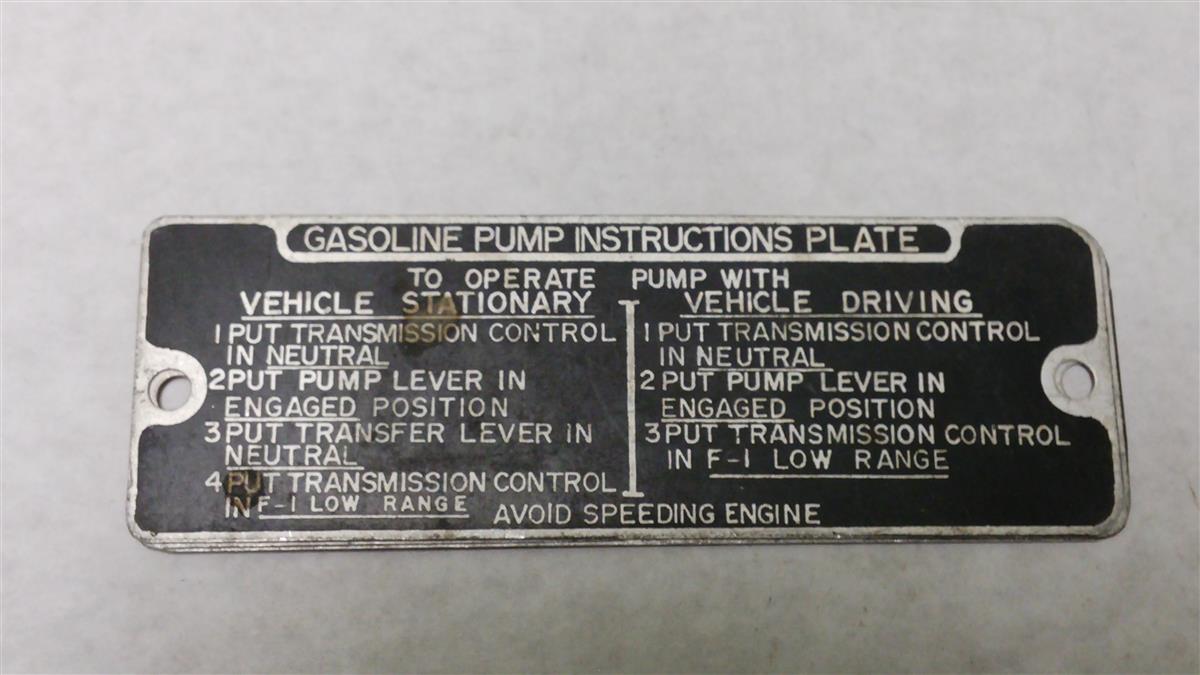 GASOLINE PUMP INSTRUCTIONS PLATE
TO OPERATE PUMP WITH
VEHICLE STATIONARY
1 PUT TRANSMISSION CONTROL
IN NEUTRAL
2 PUT PUMP LEVER IN
ENGAGED POSITION
3 PUT TRANSFER LEVER IN
NEUTRAL
4 PUT TRANSMISSION CONTROL
IN F-1 LOW RANGE
VEHICLE DRIVING
1 PUT TRANSMISSION CONTROL
IN NEUTRAL
2 PUT PUMP LEVER IN
ENGAGED POSITION
3 PUT TRANSMISSION CONTROL
IN F-1 LOW RANGE
AVOID SPEEDING ENGINE